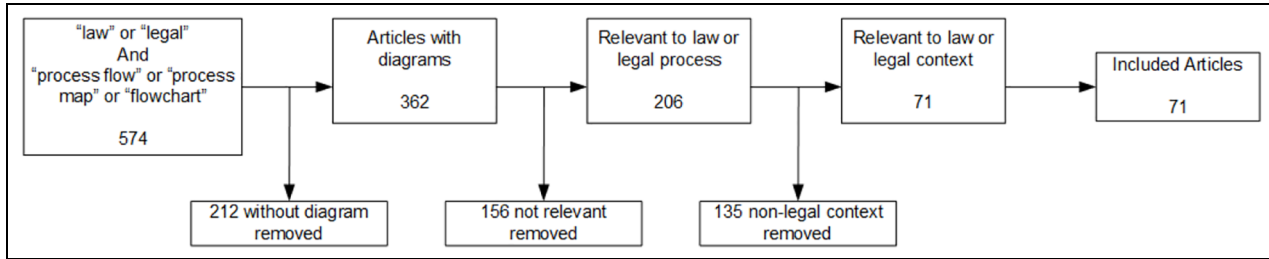 “law” or “legal”
And
“process flow” or “process
map” or “flowchart”
574
Articles with
diagrams
362
Relevant to law or
legal process
206
Relevant to law or
legal context
71
Included Articles
71
212 without diagram
removed
156 not relevant
removed
135 non-legal context
removed